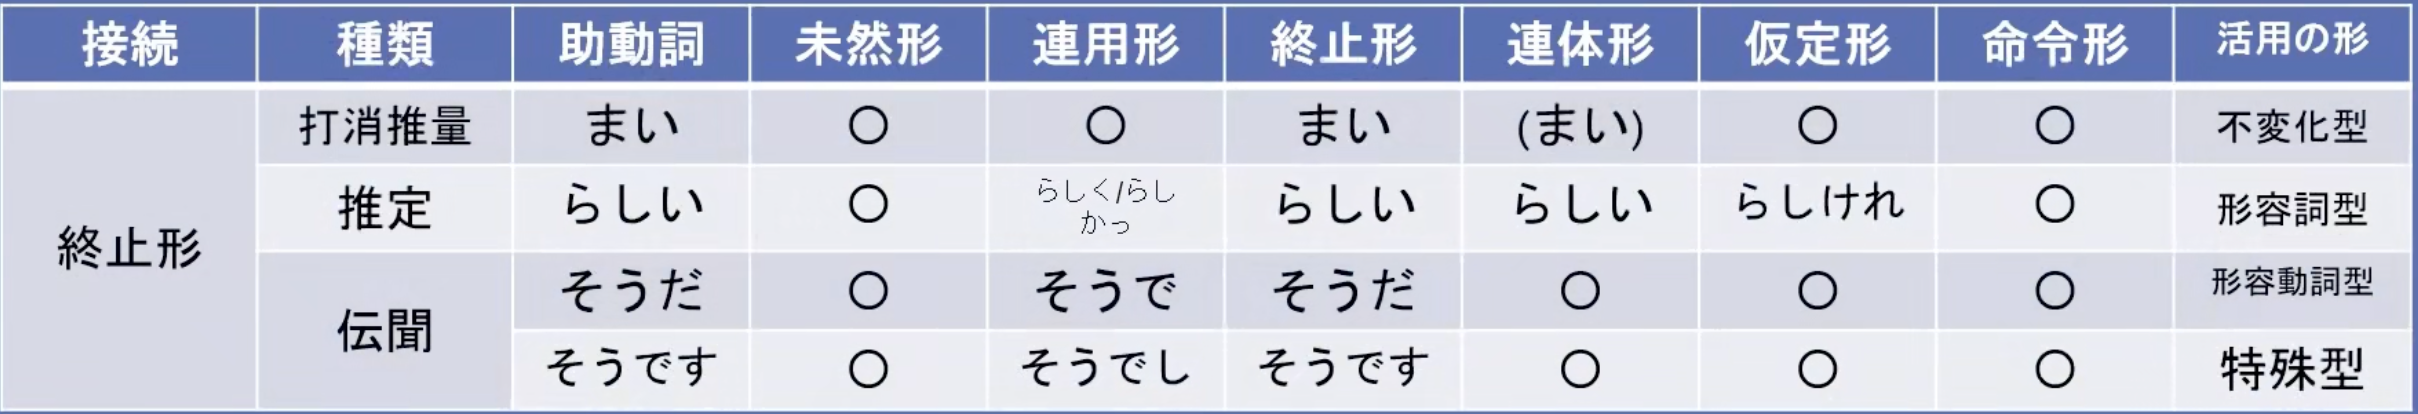 接続 種類 助動詞 未然形 連用形 終止形 連体形 仮定形 命令形 活用の形
終止形
打消推量 まい 〇 〇 まい (まい) 〇 〇 不変化型
推定 らしい 〇 らしく/らし
かっ
らしい らしい らしけれ 〇 形容詞型
伝聞
そうだ 〇 そうで そうだ 〇 〇 〇 形容動詞型
そうです 〇 そうでし そうです 〇 〇 〇 特殊型